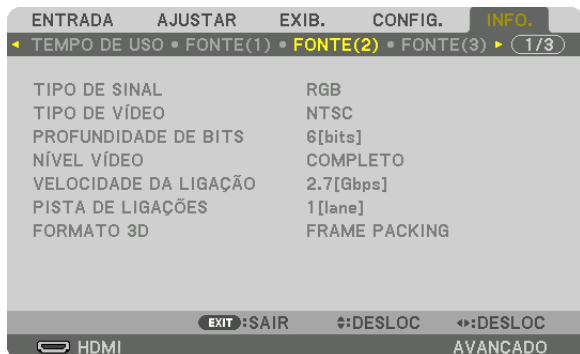 ENTRADA AJUSTAR EXIB. CONFIG. INFO.
◄ TEMPO DE USO • FONTE(1) • FONTE(2) • FONTE(3) ► 1/3
TIPO DE SINAL RGB
TIPO DE VÍDEO NTSC
PROFUNDIDADE DE BITS 6[bits]
NÍVEL VÍDEO COMPLETO
VELOCIDADE DA LIGAÇÃO 2.7[Gbps]
PISTA DE LIGAÇÕES 1[lane]
FORMATO 3D FRAME PACKING
EXIT:SAIR :DESLOC :DESLOC
HDMI AVANCADO